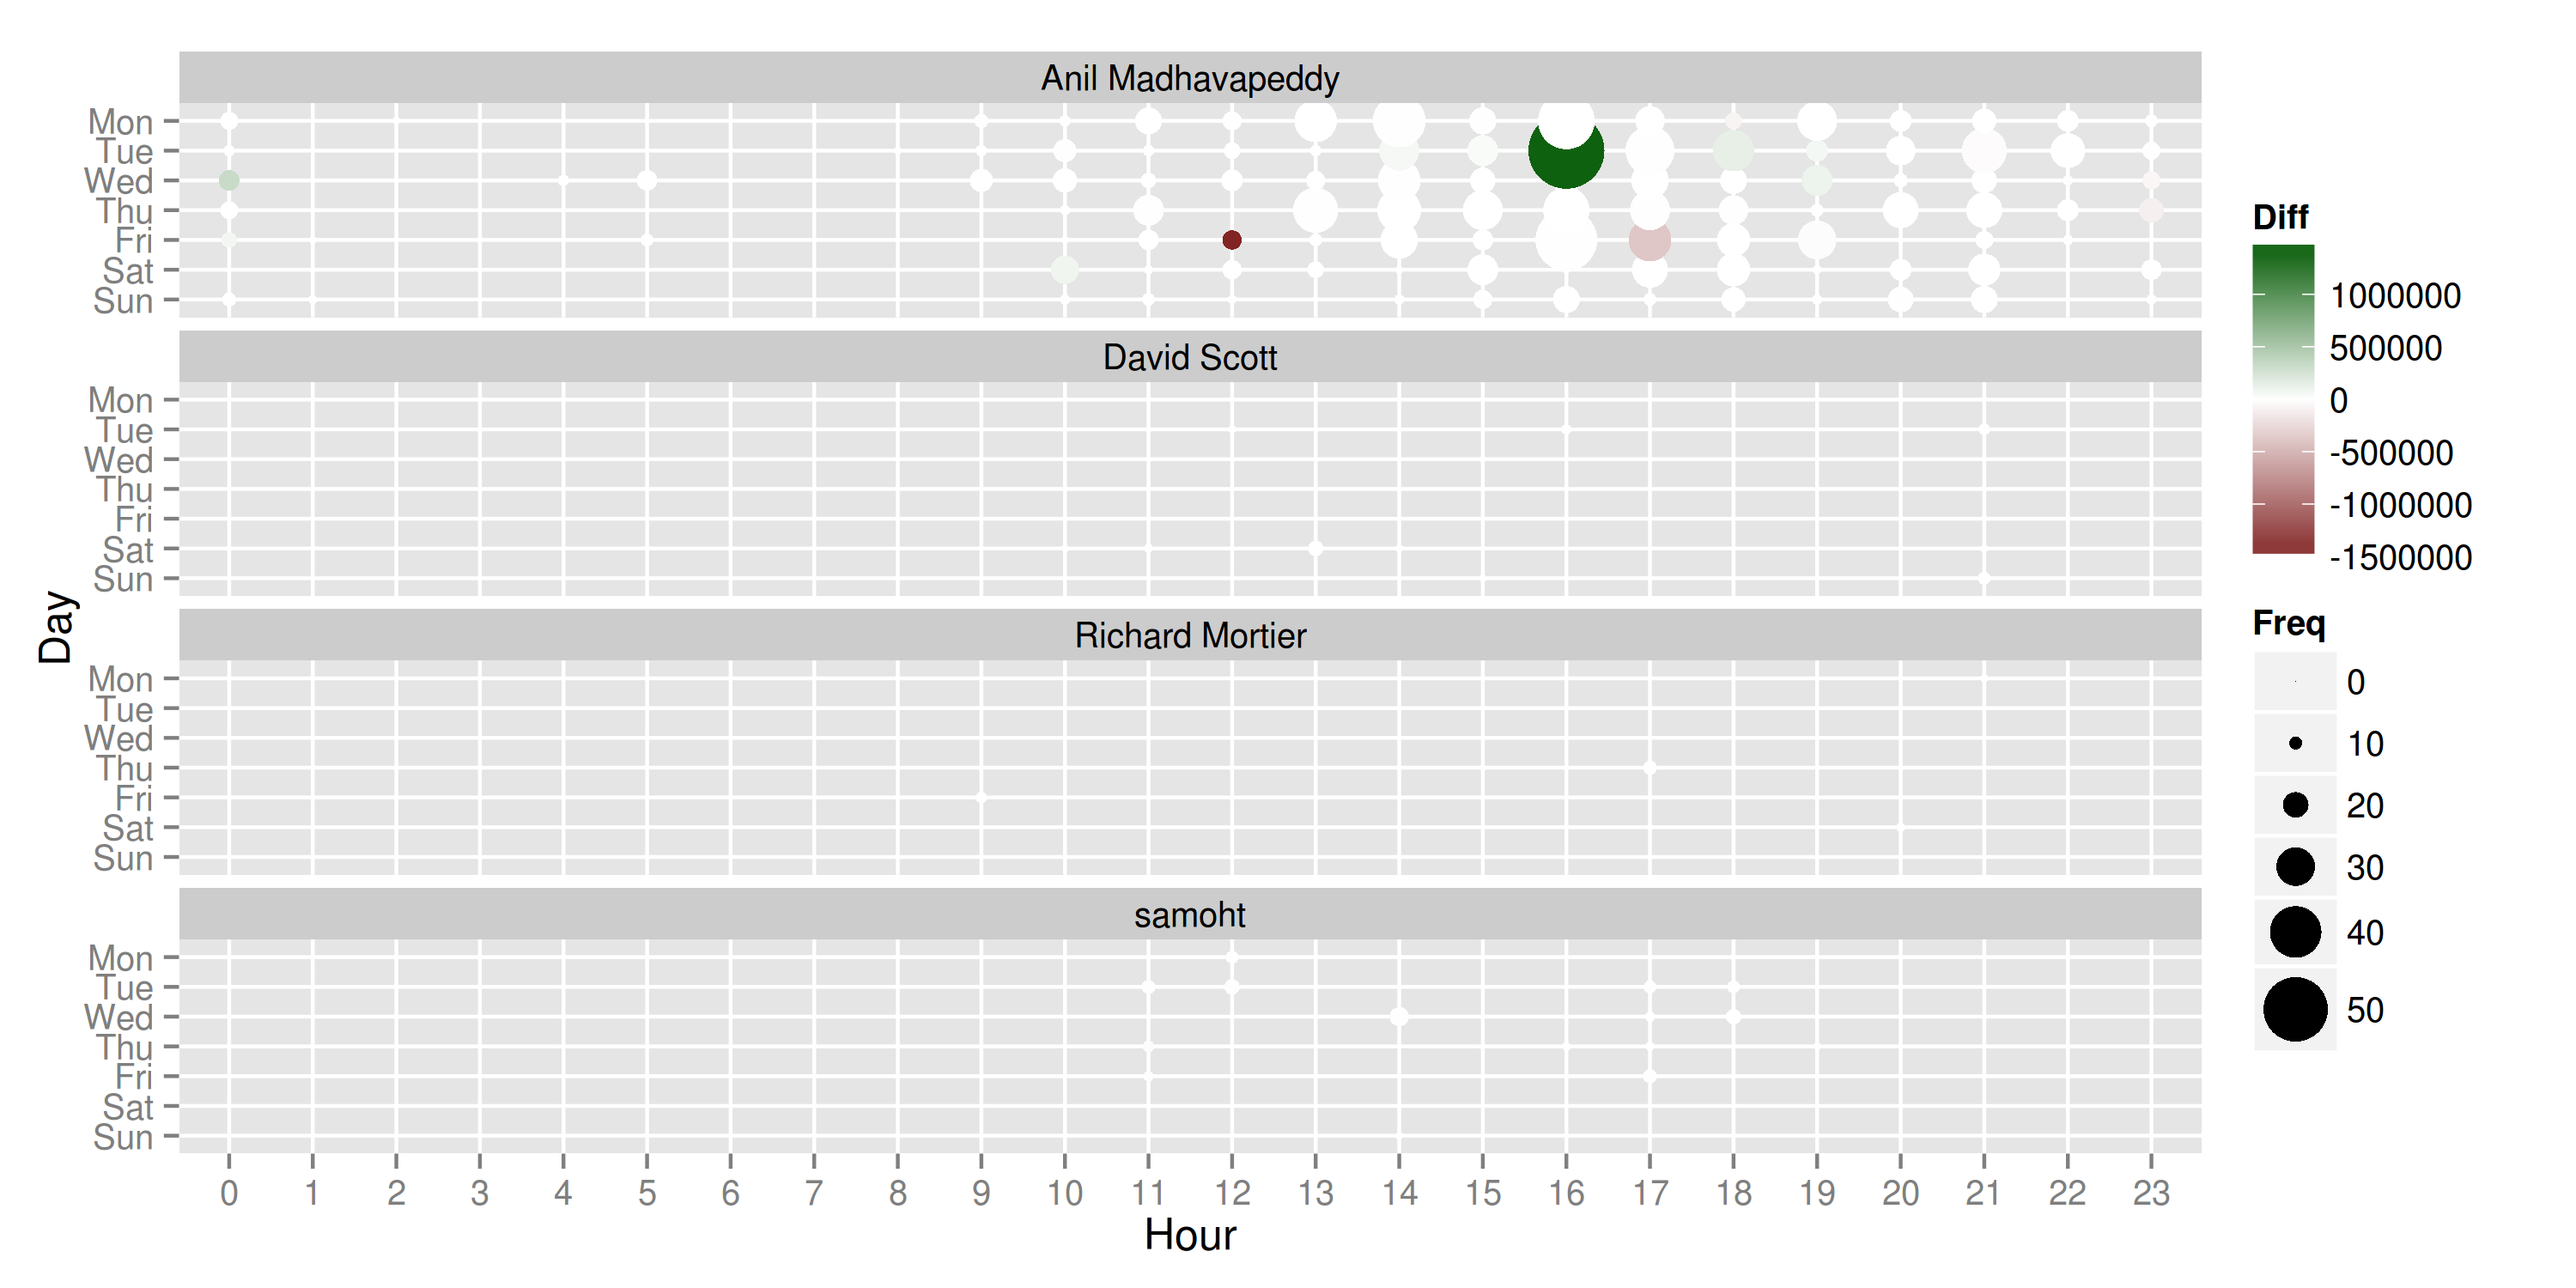 Anil Madhavapeddy
Mon
Tue
Wed
Thu
Fri
Sat
Sun
David Scott
Mon
Tue
Wed
Thu
Fri
Sat
Sun
Richard Mortier
Mon
Tue
Wed
Thu
Fri
Sat
Sun
samoht
Mon
Tue
Wed
Thu
Fri
Sat
Sun
Day
0 1 2 3 4 5 6 7 8 9 10 11 12 13 14 15 16 17 18 19 20 21 22 23
Hour
Diff
1000000
500000
0
-500000
-1000000
-1500000
Freq
0
10
20
30
40
50